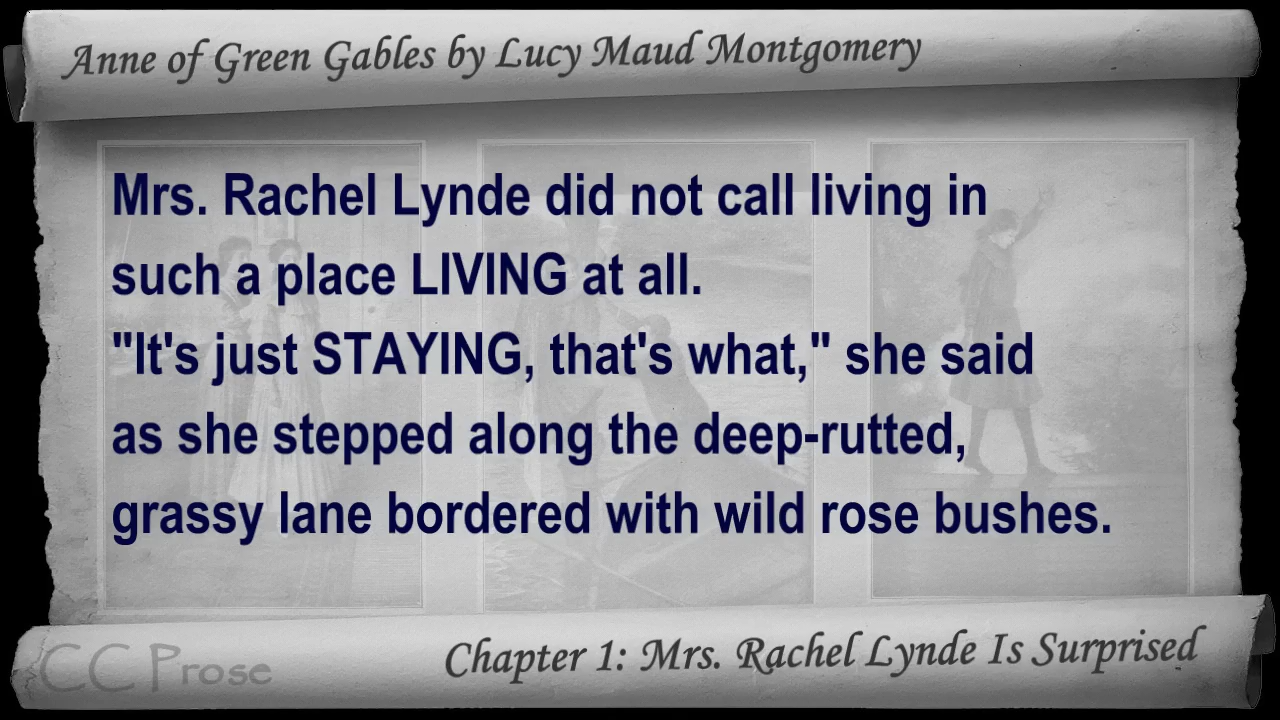 Anne of Green Gables by Lucy Maud Montgomery
Mrs. Rachel Lynde did not call living in
such a place LIVING at all.
"It's just STAYING, that's what," she said
as she stepped along the deep-rutted,
grassy lane bordered with wild rose bushes.
CC Prose
Chapter 1: Mrs. Rachel Lynde Is Surprised